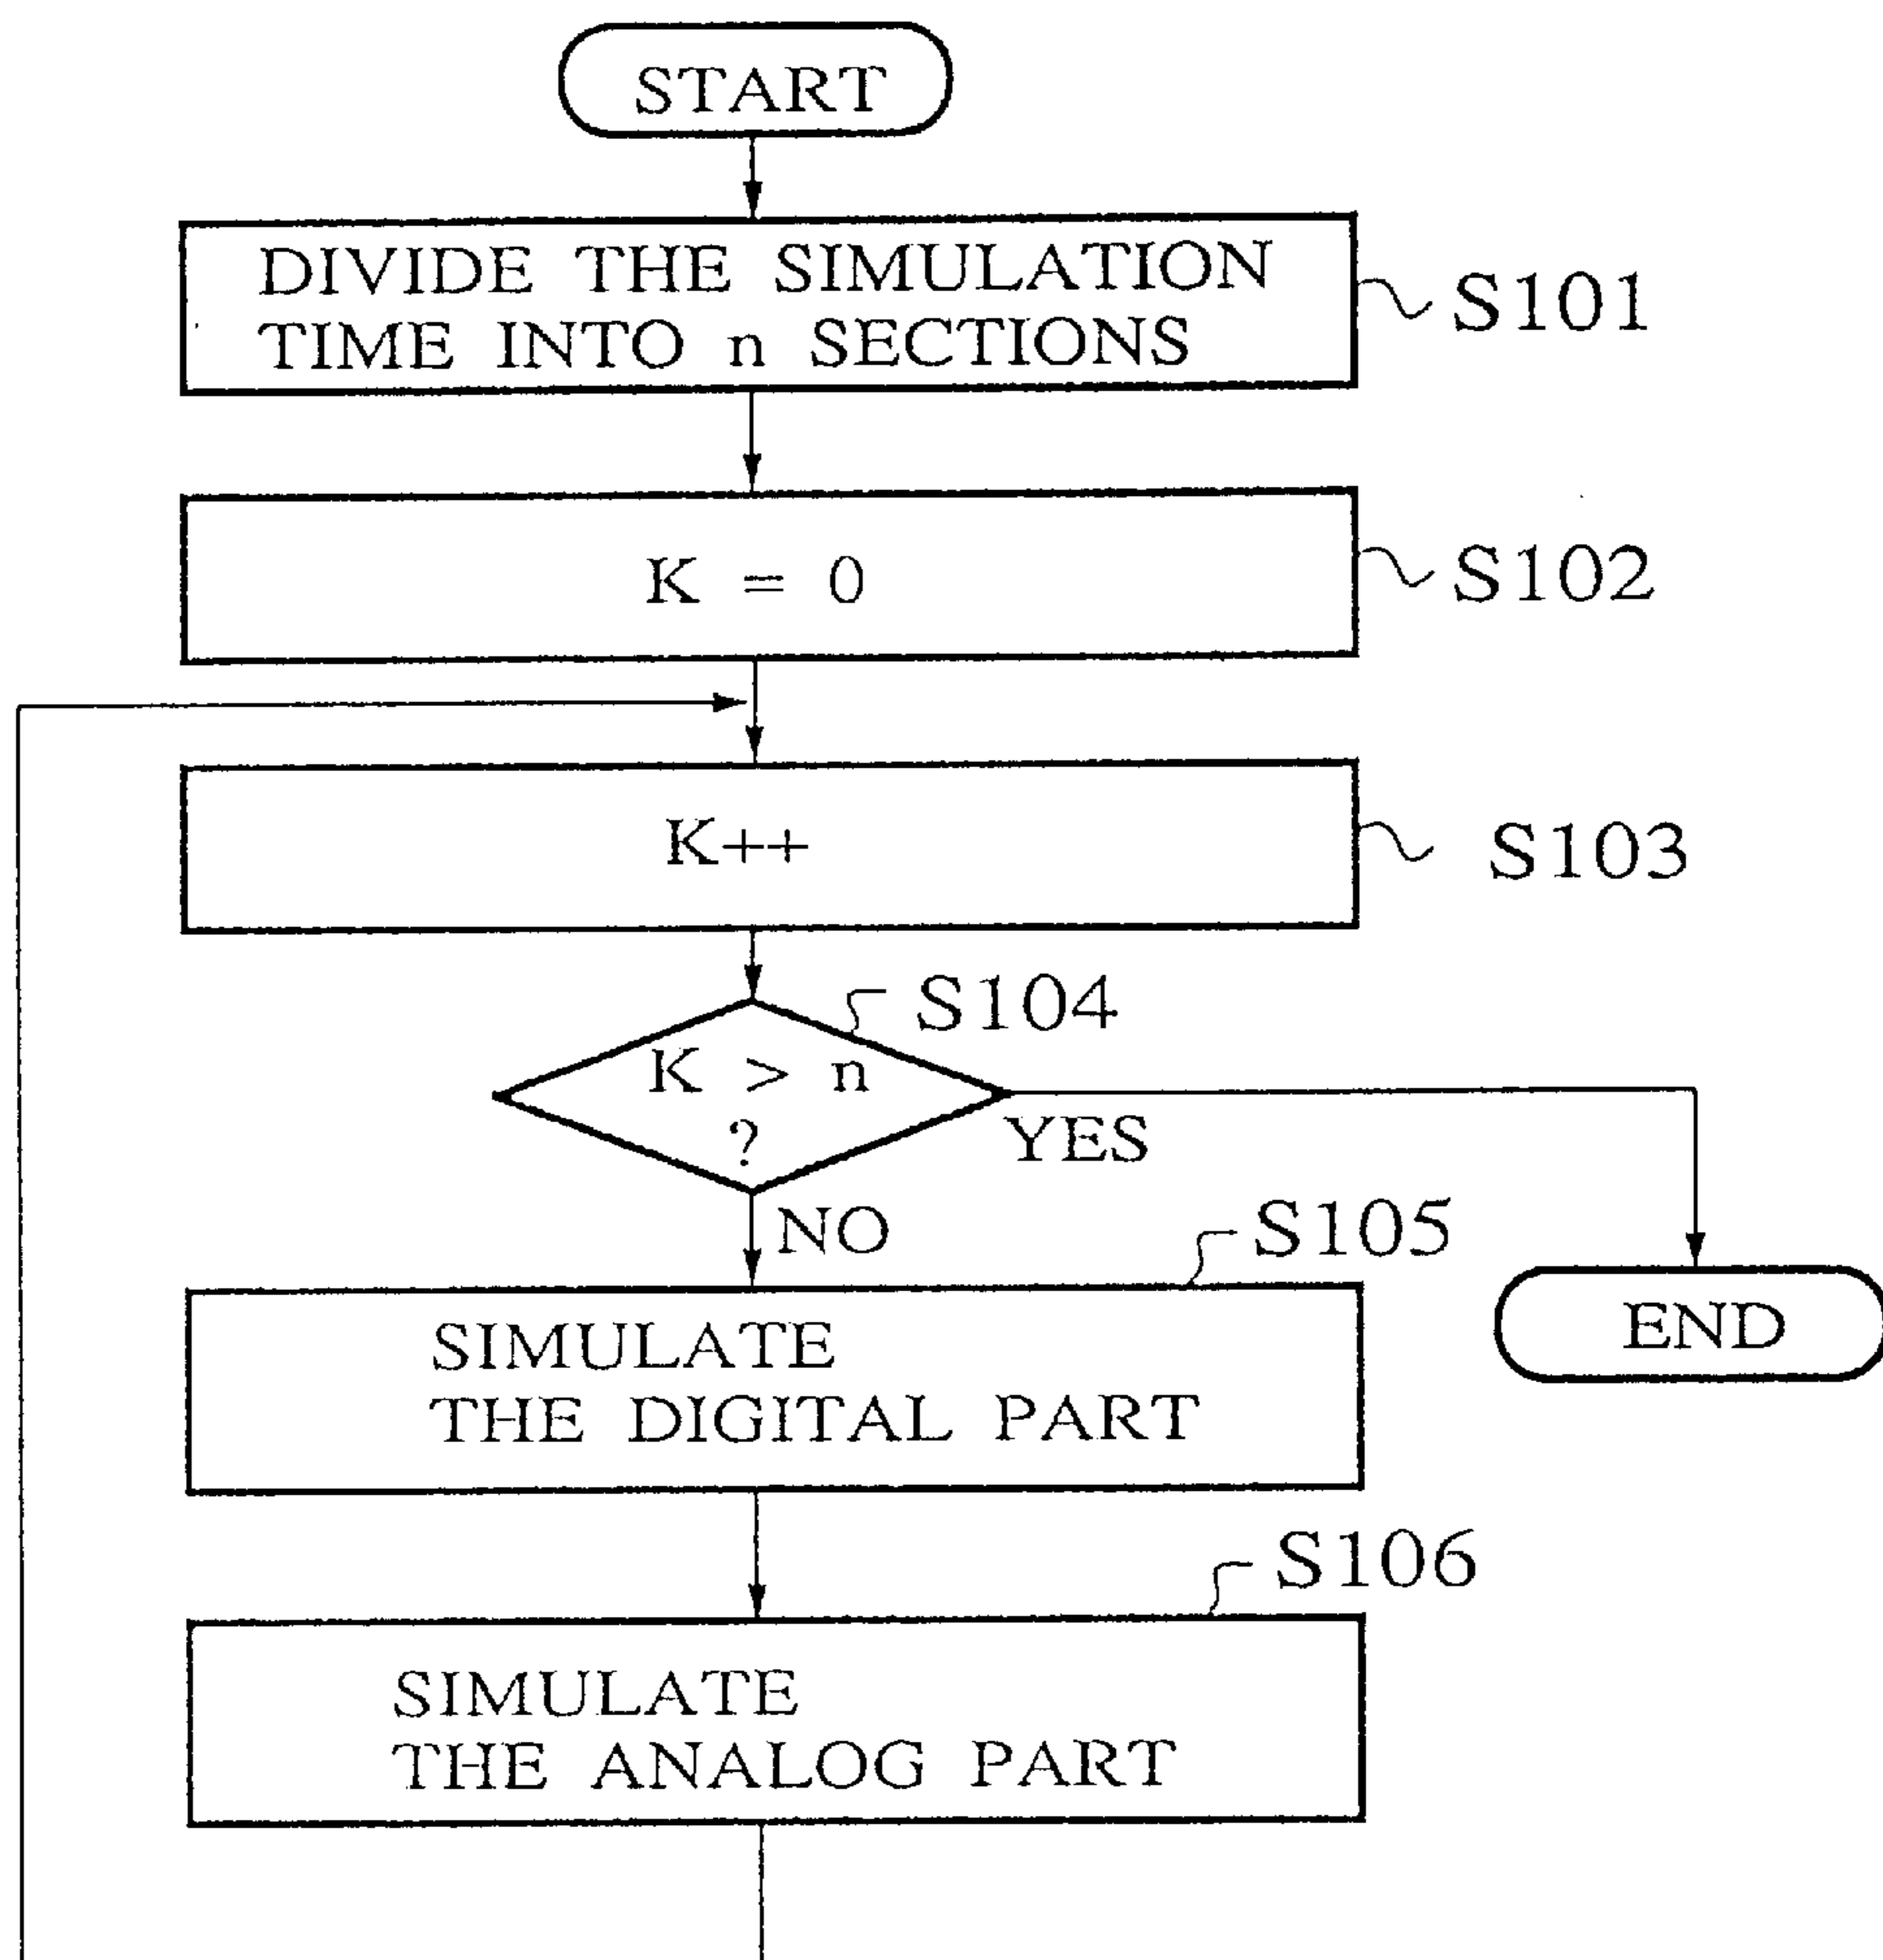 START
DIVIDE THE SIMULATION
TIME INTO n SECTIONS
S101
K = 0
S102
K++
S103
S104
K > n
?
YES
NO
S105
SIMULATE
THE DIGITAL PART
END
S106
SIMULATE
THE ANALOG PART